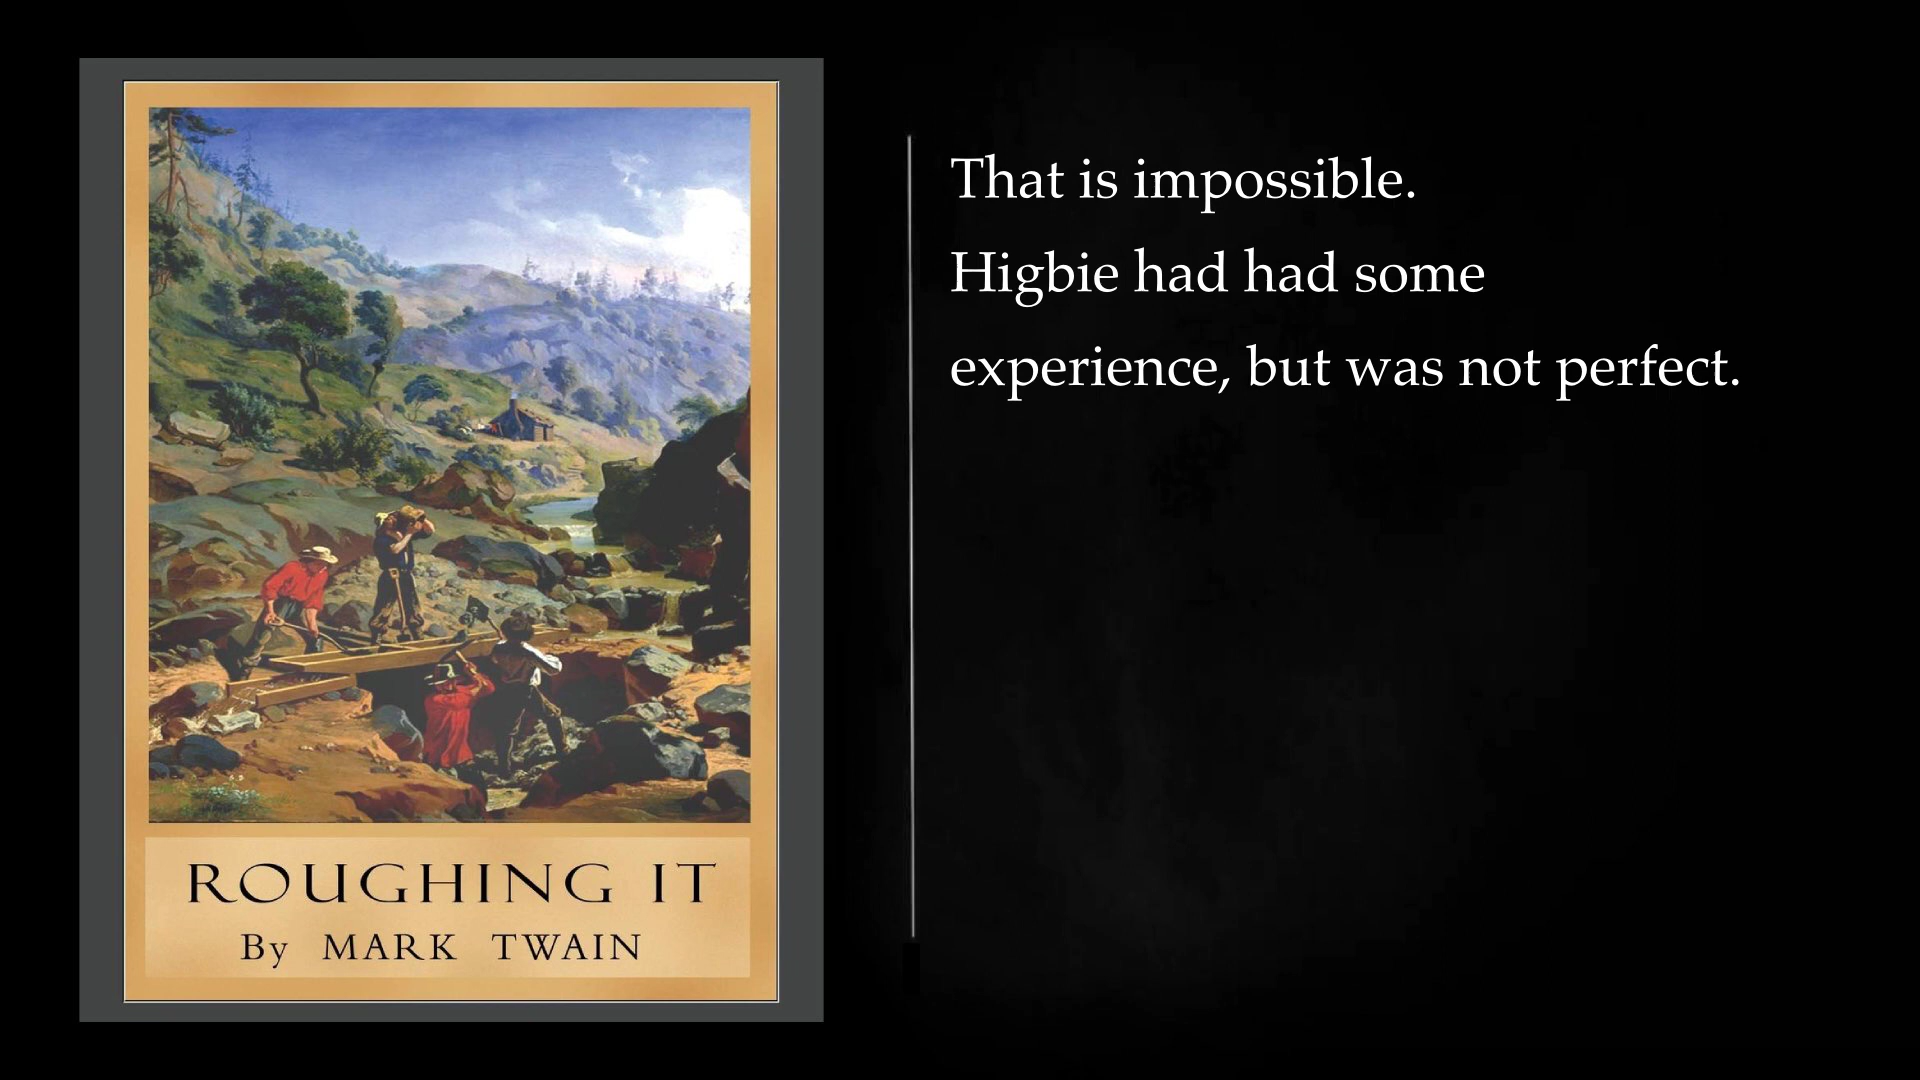 ROUGHING IT
By MARK TWAIN
That is impossible.
Higbie had had some
experience, but was not perfect.